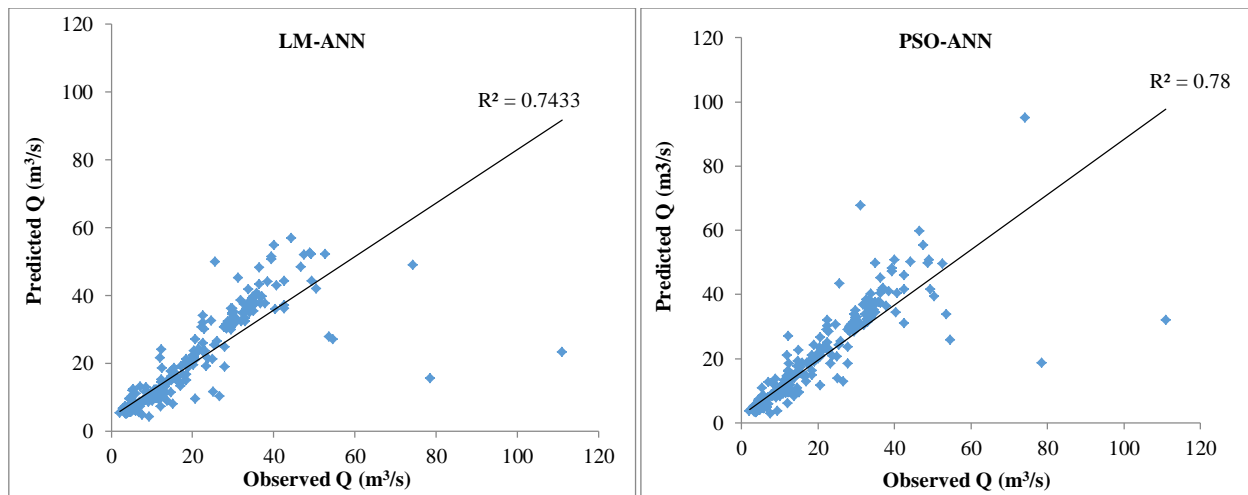 LM-ANN
R² = 0.7433
Predicted Q (m³/s)
120
100
80
60
40
20
0
0 20 40 60 80 100 120
Observed Q (m³/s)
PSO-ANN
R² = 0.78
Predicted Q (m3/s)
120
100
80
60
40
20
0
0 20 40 60 80 100 120
Observed Q (m³/s)